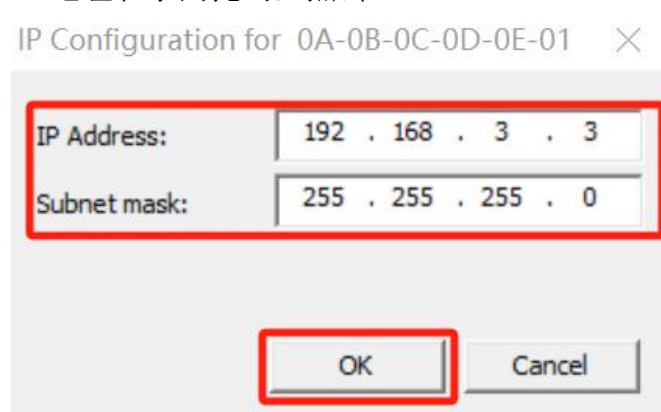 IP Configuration for 0A-0B-0C-0D-0E-01
IP Address: 192 . 168 . 3 . 3
Subnet mask: 255 . 255 . 255 . 0
OK Cancel